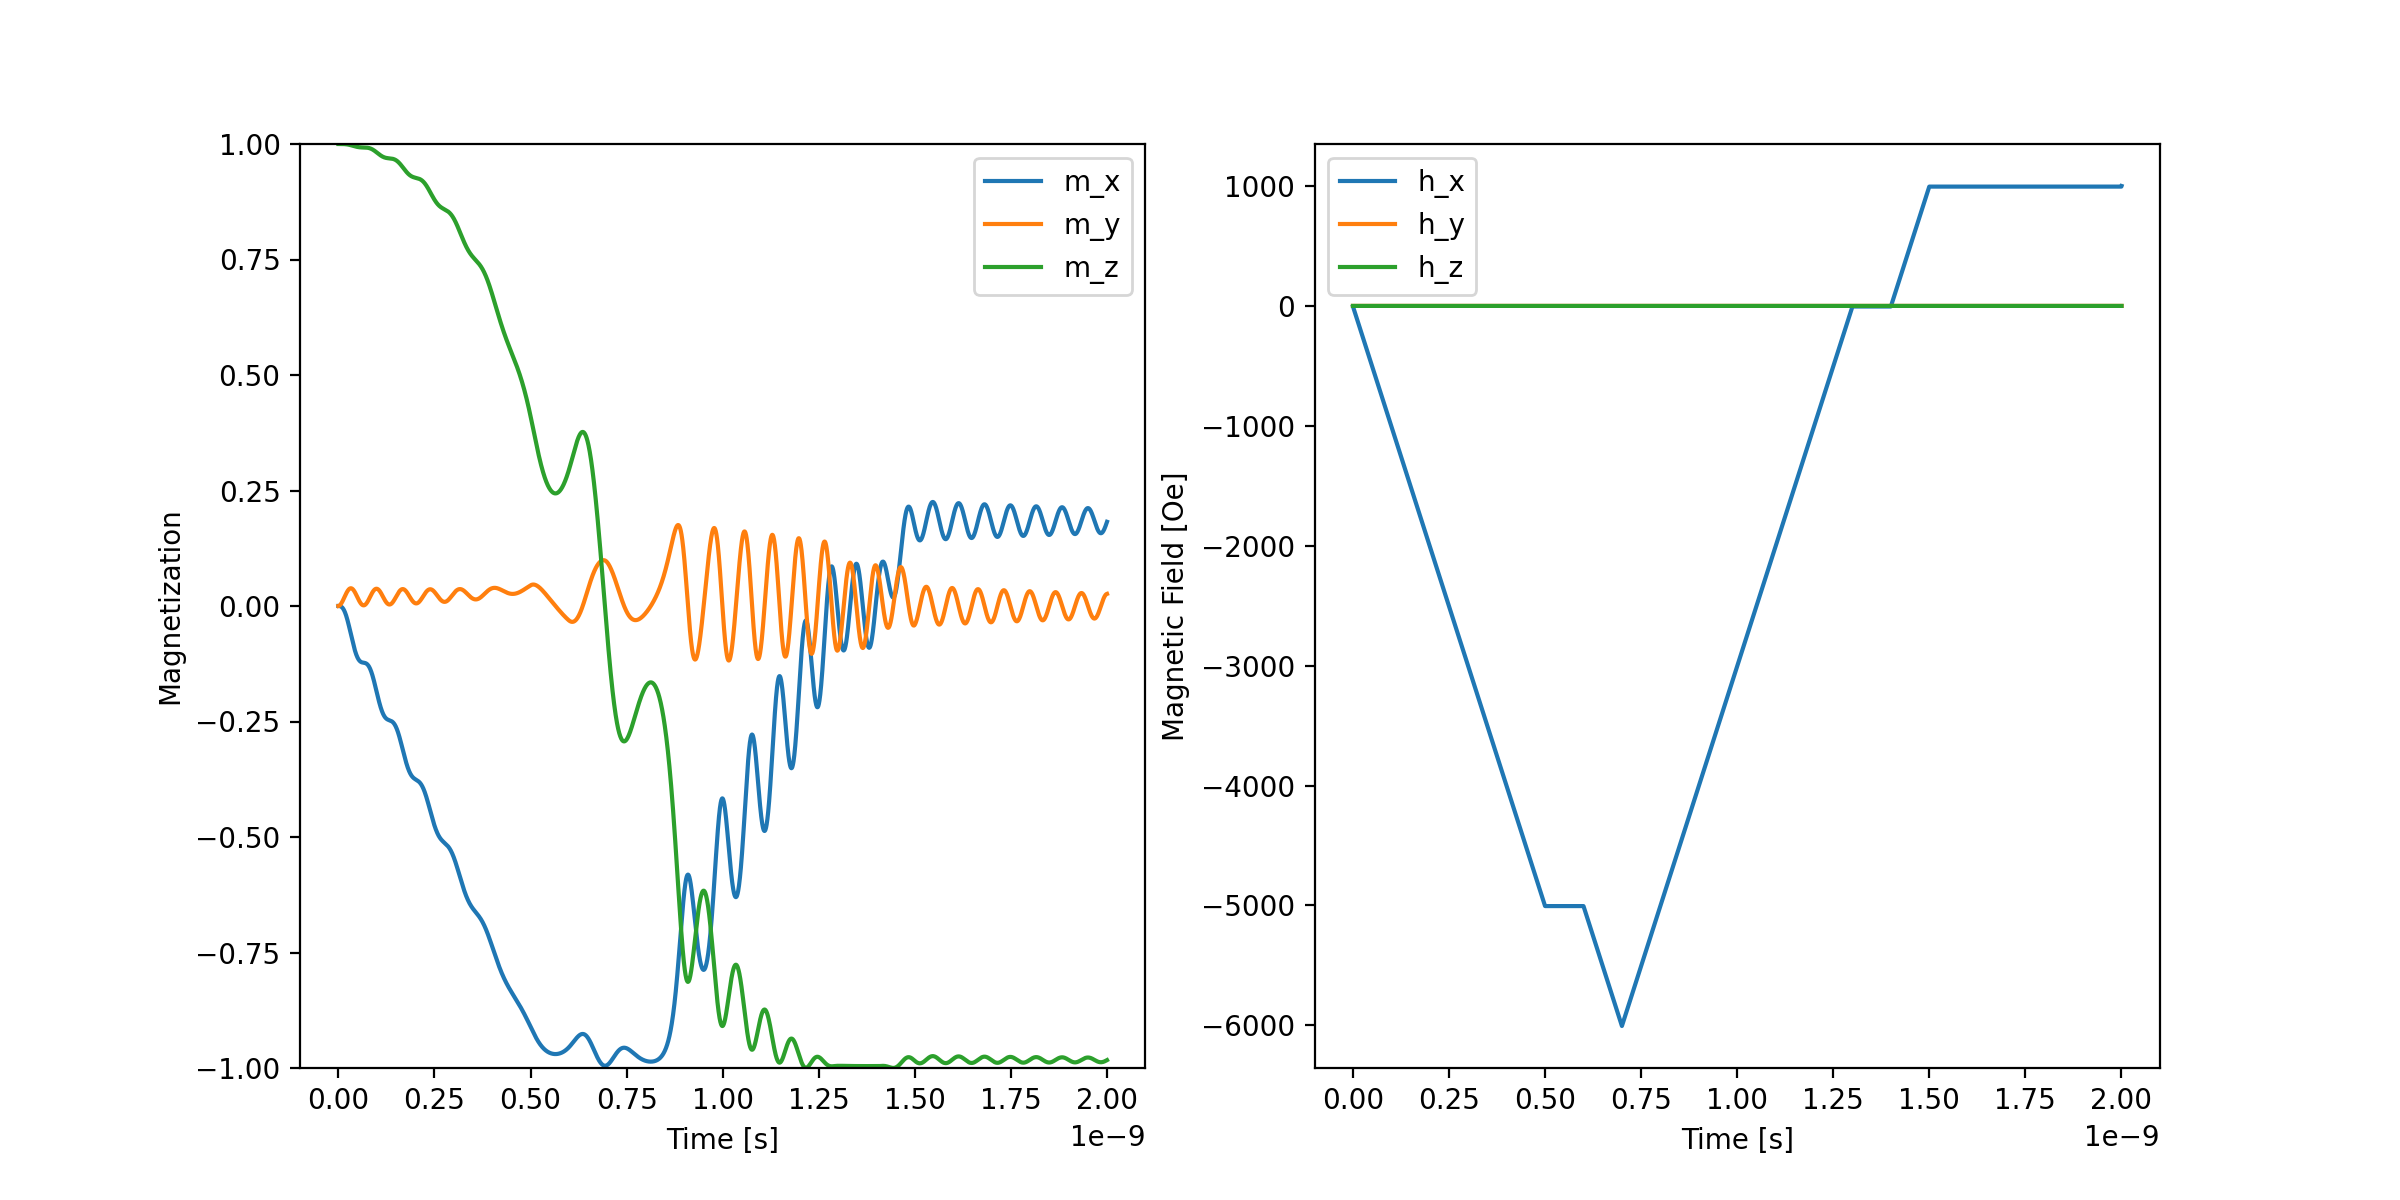 Magnetization
1.00
0.75
0.50
0.25
0.00
−0.25
−0.50
−0.75
−1.00
m_x
m_y
m_z
0.00 0.25 0.50 0.75 1.00 1.25 1.50 1.75 2.00
1e−9
Time [s]
Magnetic Field [Oe]
1000
0
−1000
−2000
−3000
−4000
−5000
−6000
h_x
h_y
h_z
0.00 0.25 0.50 0.75 1.00 1.25 1.50 1.75 2.00
1e−9
Time [s]